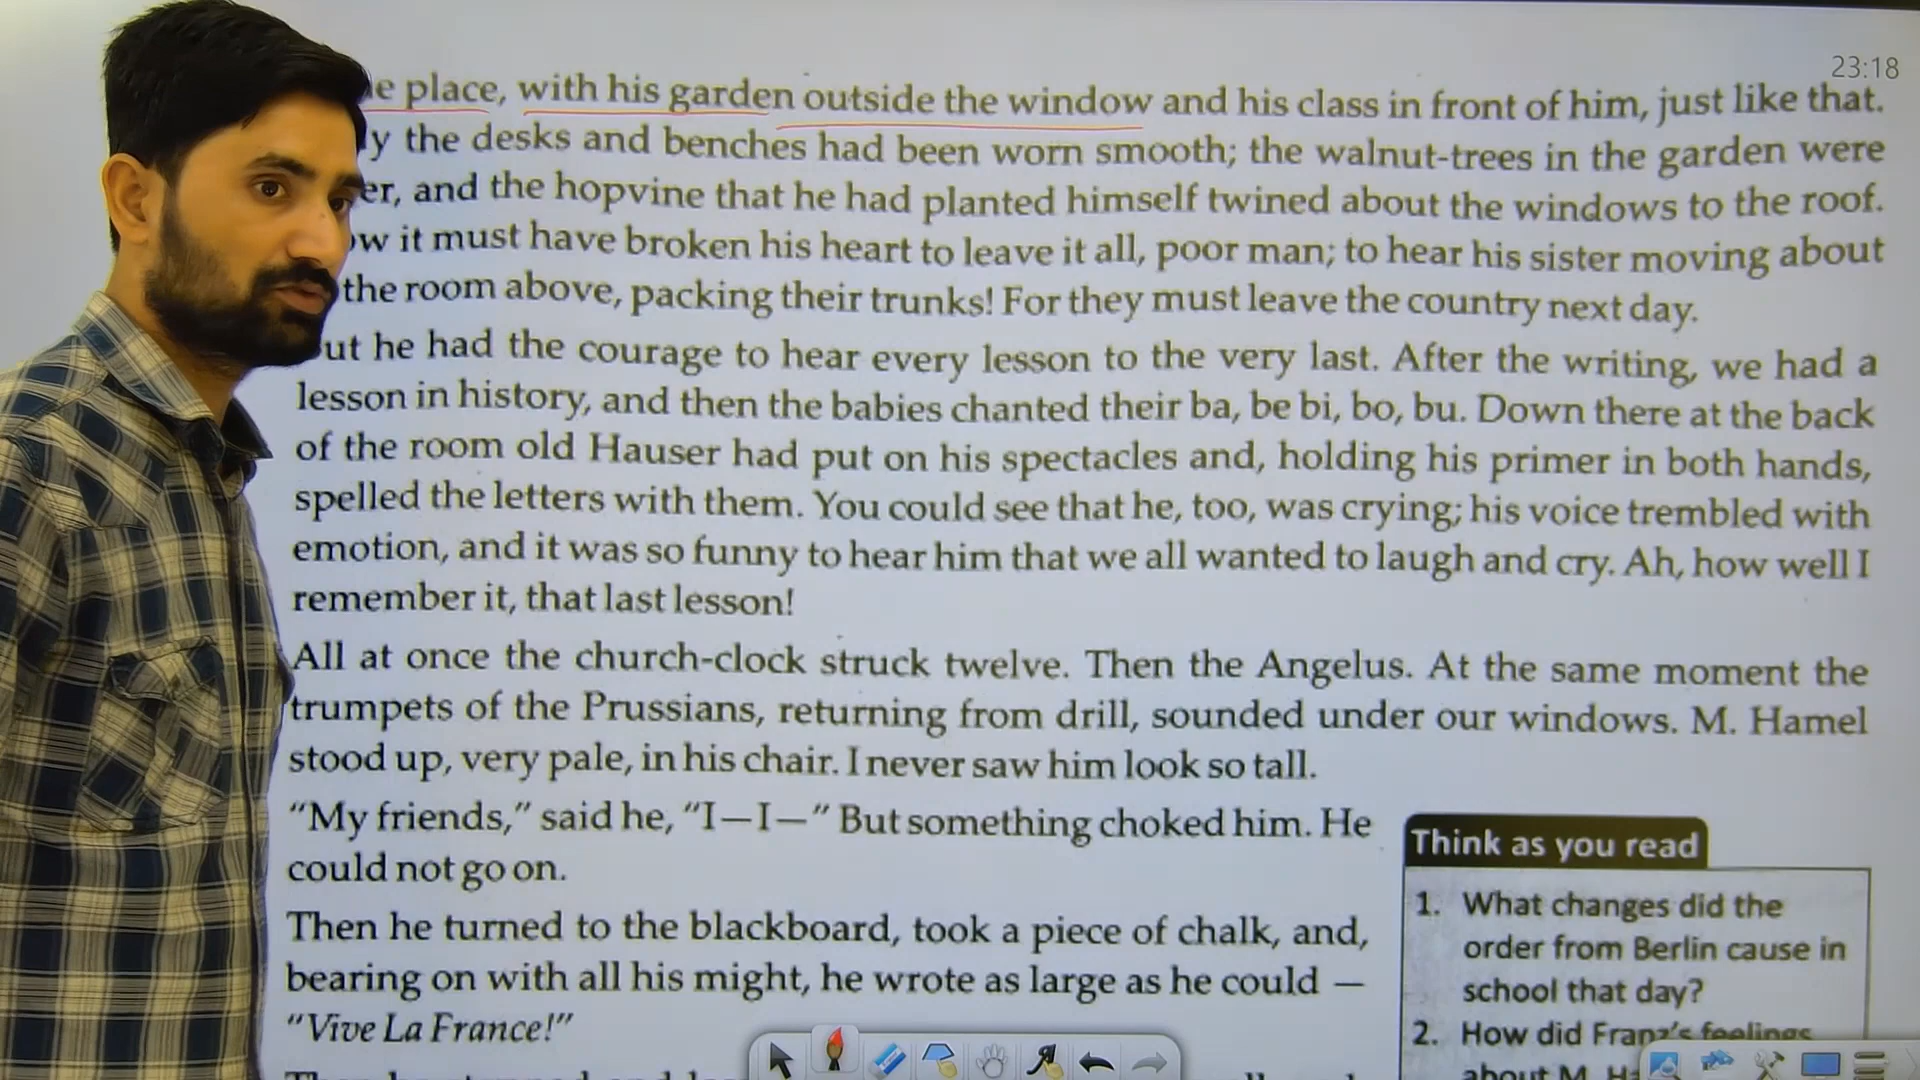 23:18
place, with his garden outside the window and his class in front of him, just like that.
the desks and benches had been worn smooth; the walnut-trees in the garden were
and the hopvine that he had planted himself twined about the windows to the roof.
it must have broken his heart to leave it all, poor man; to hear his sister moving about
the room above, packing their trunks! For they must leave the country next day.
he had the courage to hear every lesson to the very last. After the writing, we had a
lesson in history, and then the babies chanted their ba, be bi, bo, bu. Down there at the back
of the room old Hauser had put on his spectacles and, holding his primer in both hands,
spelled the letters with them. You could see that he, too, was crying; his voice trembled with
emotion, and it was so funny to hear him that we all wanted to laugh and cry. Ah, how well I
remember it, that last lesson!
All at once the church-clock struck twelve. Then the Angelus. At the same moment the
trumpets of the Prussians, returning from drill, sounded under our windows. M. Hamel
stood up, very pale, in his chair. I never saw him look so tall.
“My friends,” said he, “I—I—” But something choked him. He
could not go on.
Then he turned to the blackboard, took a piece of chalk, and,
bearing on with all his might, he wrote as large as he could —
“Vive La France!”
Think as you read
1. What changes did the
order from Berlin cause in
school that day?
2. How did Franz's feelings
about M.